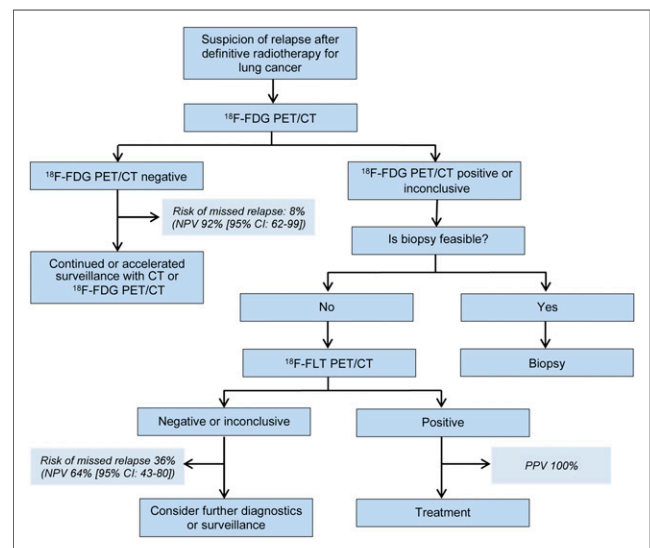 Suspicion of relapse after
definitive radiotherapy for
lung cancer
¹⁸F-FDG PET/CT
¹⁸F-FDG PET/CT negative
¹⁸F-FDG PET/CT positive or
inconclusive
Risk of missed relapse: 8%
(NPV 92% [95% CI: 62-99])
Is biopsy feasible?
Continued or accelerated
surveillance with CT or
¹⁸F-FDG PET/CT
No
Yes
¹⁸F-FLT PET/CT
Biopsy
Negative or inconclusive
Positive
Risk of missed relapse 36%
(NPV 64% [95% CI: 43-80])
PPV 100%
Consider further diagnostics
or surveillance
Treatment